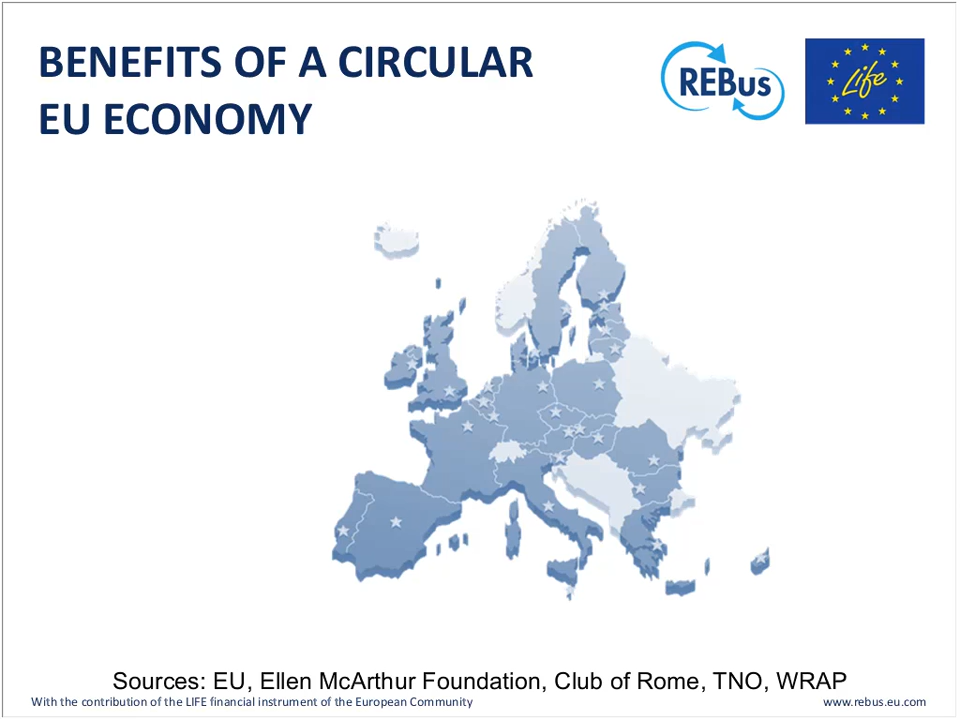 BENEFITS OF A CIRCULAR
EU ECONOMY
REBus
Life
Sources: EU, Ellen McArthur Foundation, Club of Rome, TNO, WRAP
With the contribution of the LIFE financial instrument of the European Community
www.rebus.eu.com